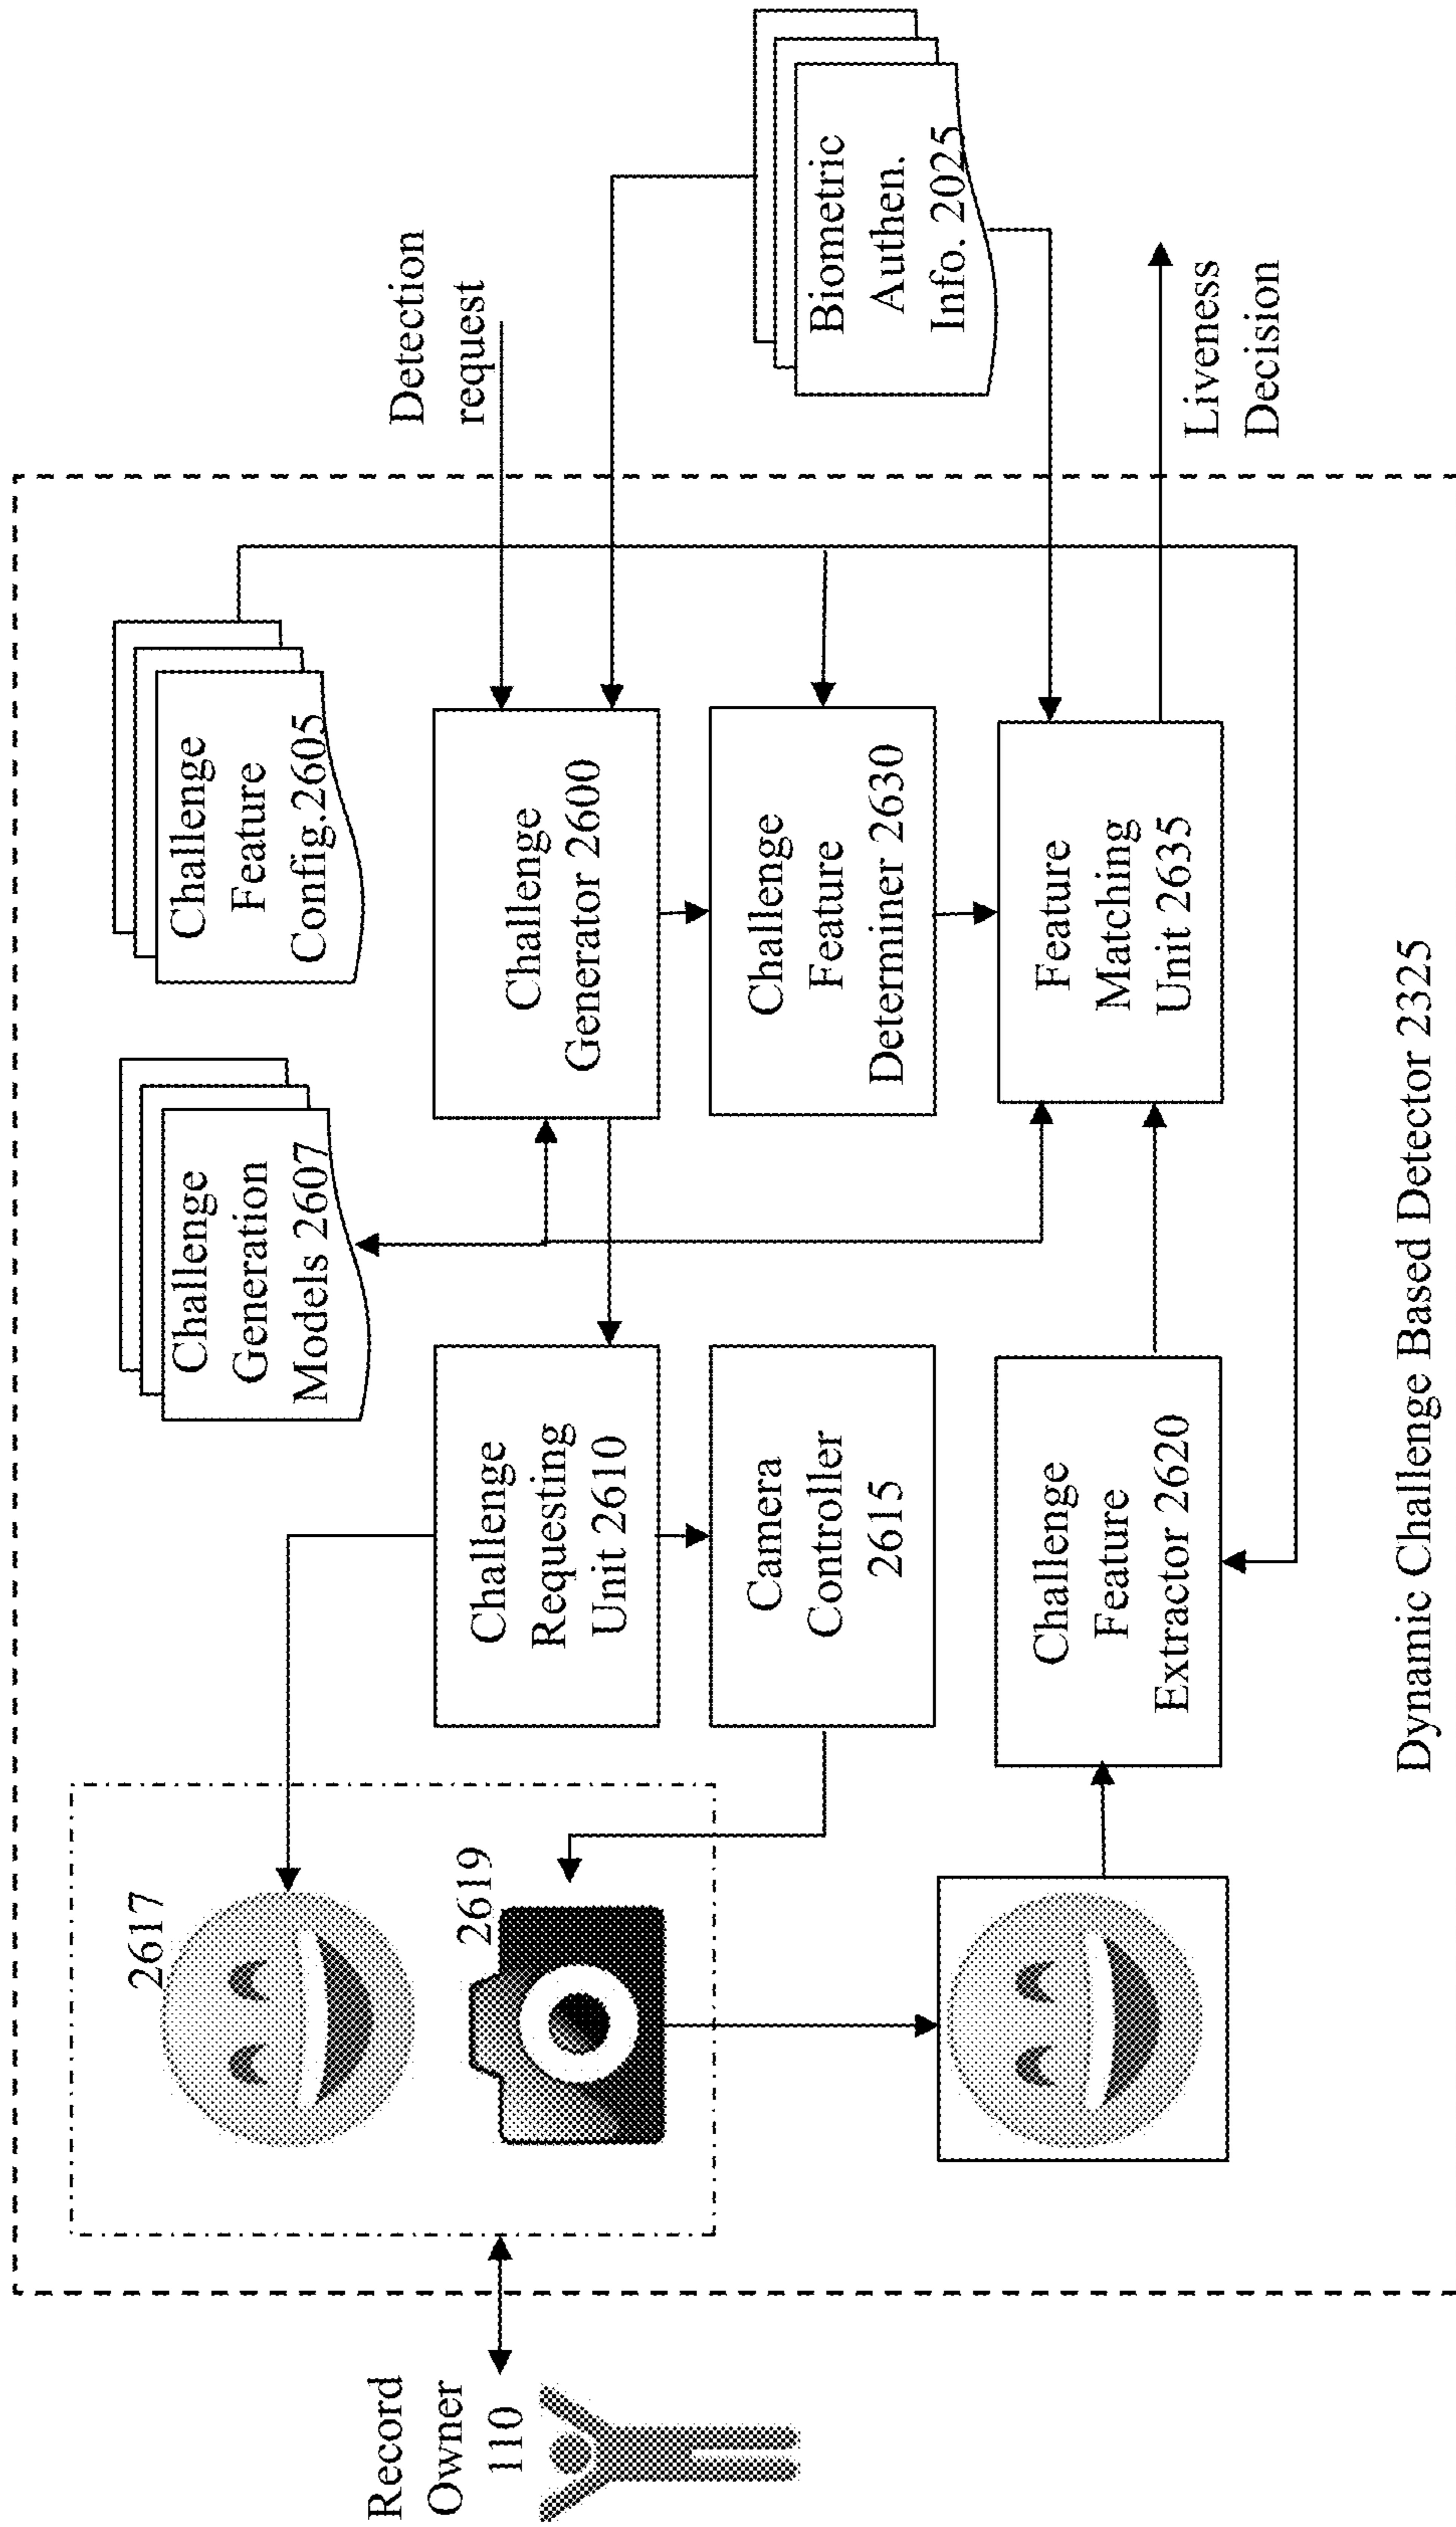 Record
Owner
110
2617
2619
Challenge
Requesting
Unit 2610
Camera
Controller
2615
Challenge
Feature
Extractor 2620
Challenge
Generation
Models 2607
Challenge
Feature
Config.2605
Challenge
Generator 2600
Challenge
Feature
Determiner 2630
Feature
Matching
Unit 2635
Detection
request
Biometric
Authen.
Info. 2025
Liveness
Decision
Dynamic Challenge Based Detector 2325